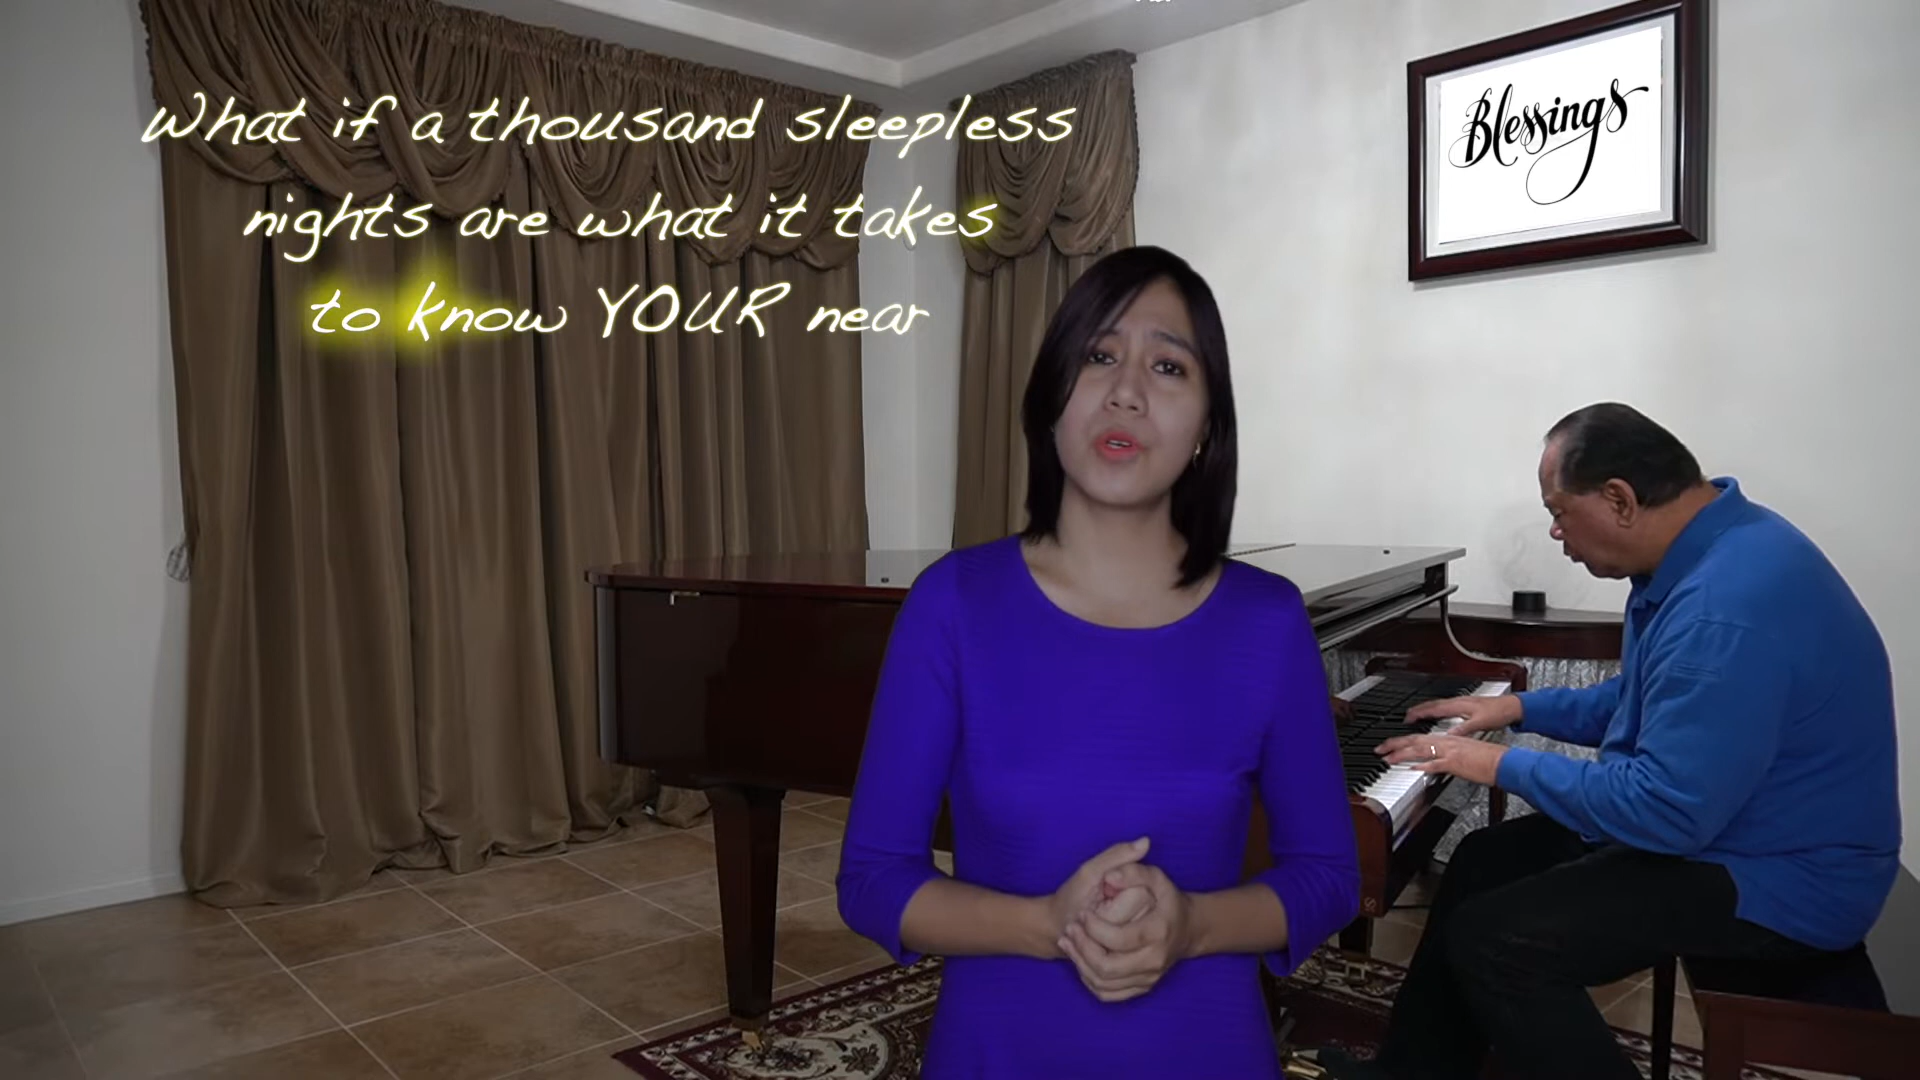 What if a thousand sleepless
nights are what it takes
to know YOUR near
Blessings